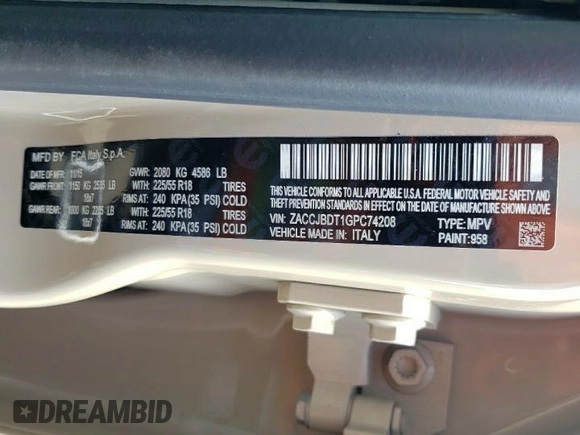 MFD BY FCA Italy S.p.A.
DATE OF MFR: 11/15 GVWR: 2080 KG 4586 LB
GAWR FRONT: 1150 KG 2535 LB WITH 225/55 R18 TIRES
18x7 RIMS AT: 240 KPA (35 PSI) COLD
GAWR REAR: KG LB WITH 225/55 R18 TIRES
18x7 RIMS AT: 240 KPA (35 PSI) COLD
THIS VEHICLE CONFORMS TO ALL APPLICABLE U.S.A. FEDERAL MOTOR VEHICLE
SAFETY, BUMPER AND THEFT PREVENTION STANDARDS IN EFFECT ON THE
DATE OF MANUFACTURE SHOWN ABOVE.
VIN: ZACCJBDT1GPC74208 TYPE: MPV
VEHICLE MADE IN: ITALY PAINT: 958
DREAMBID